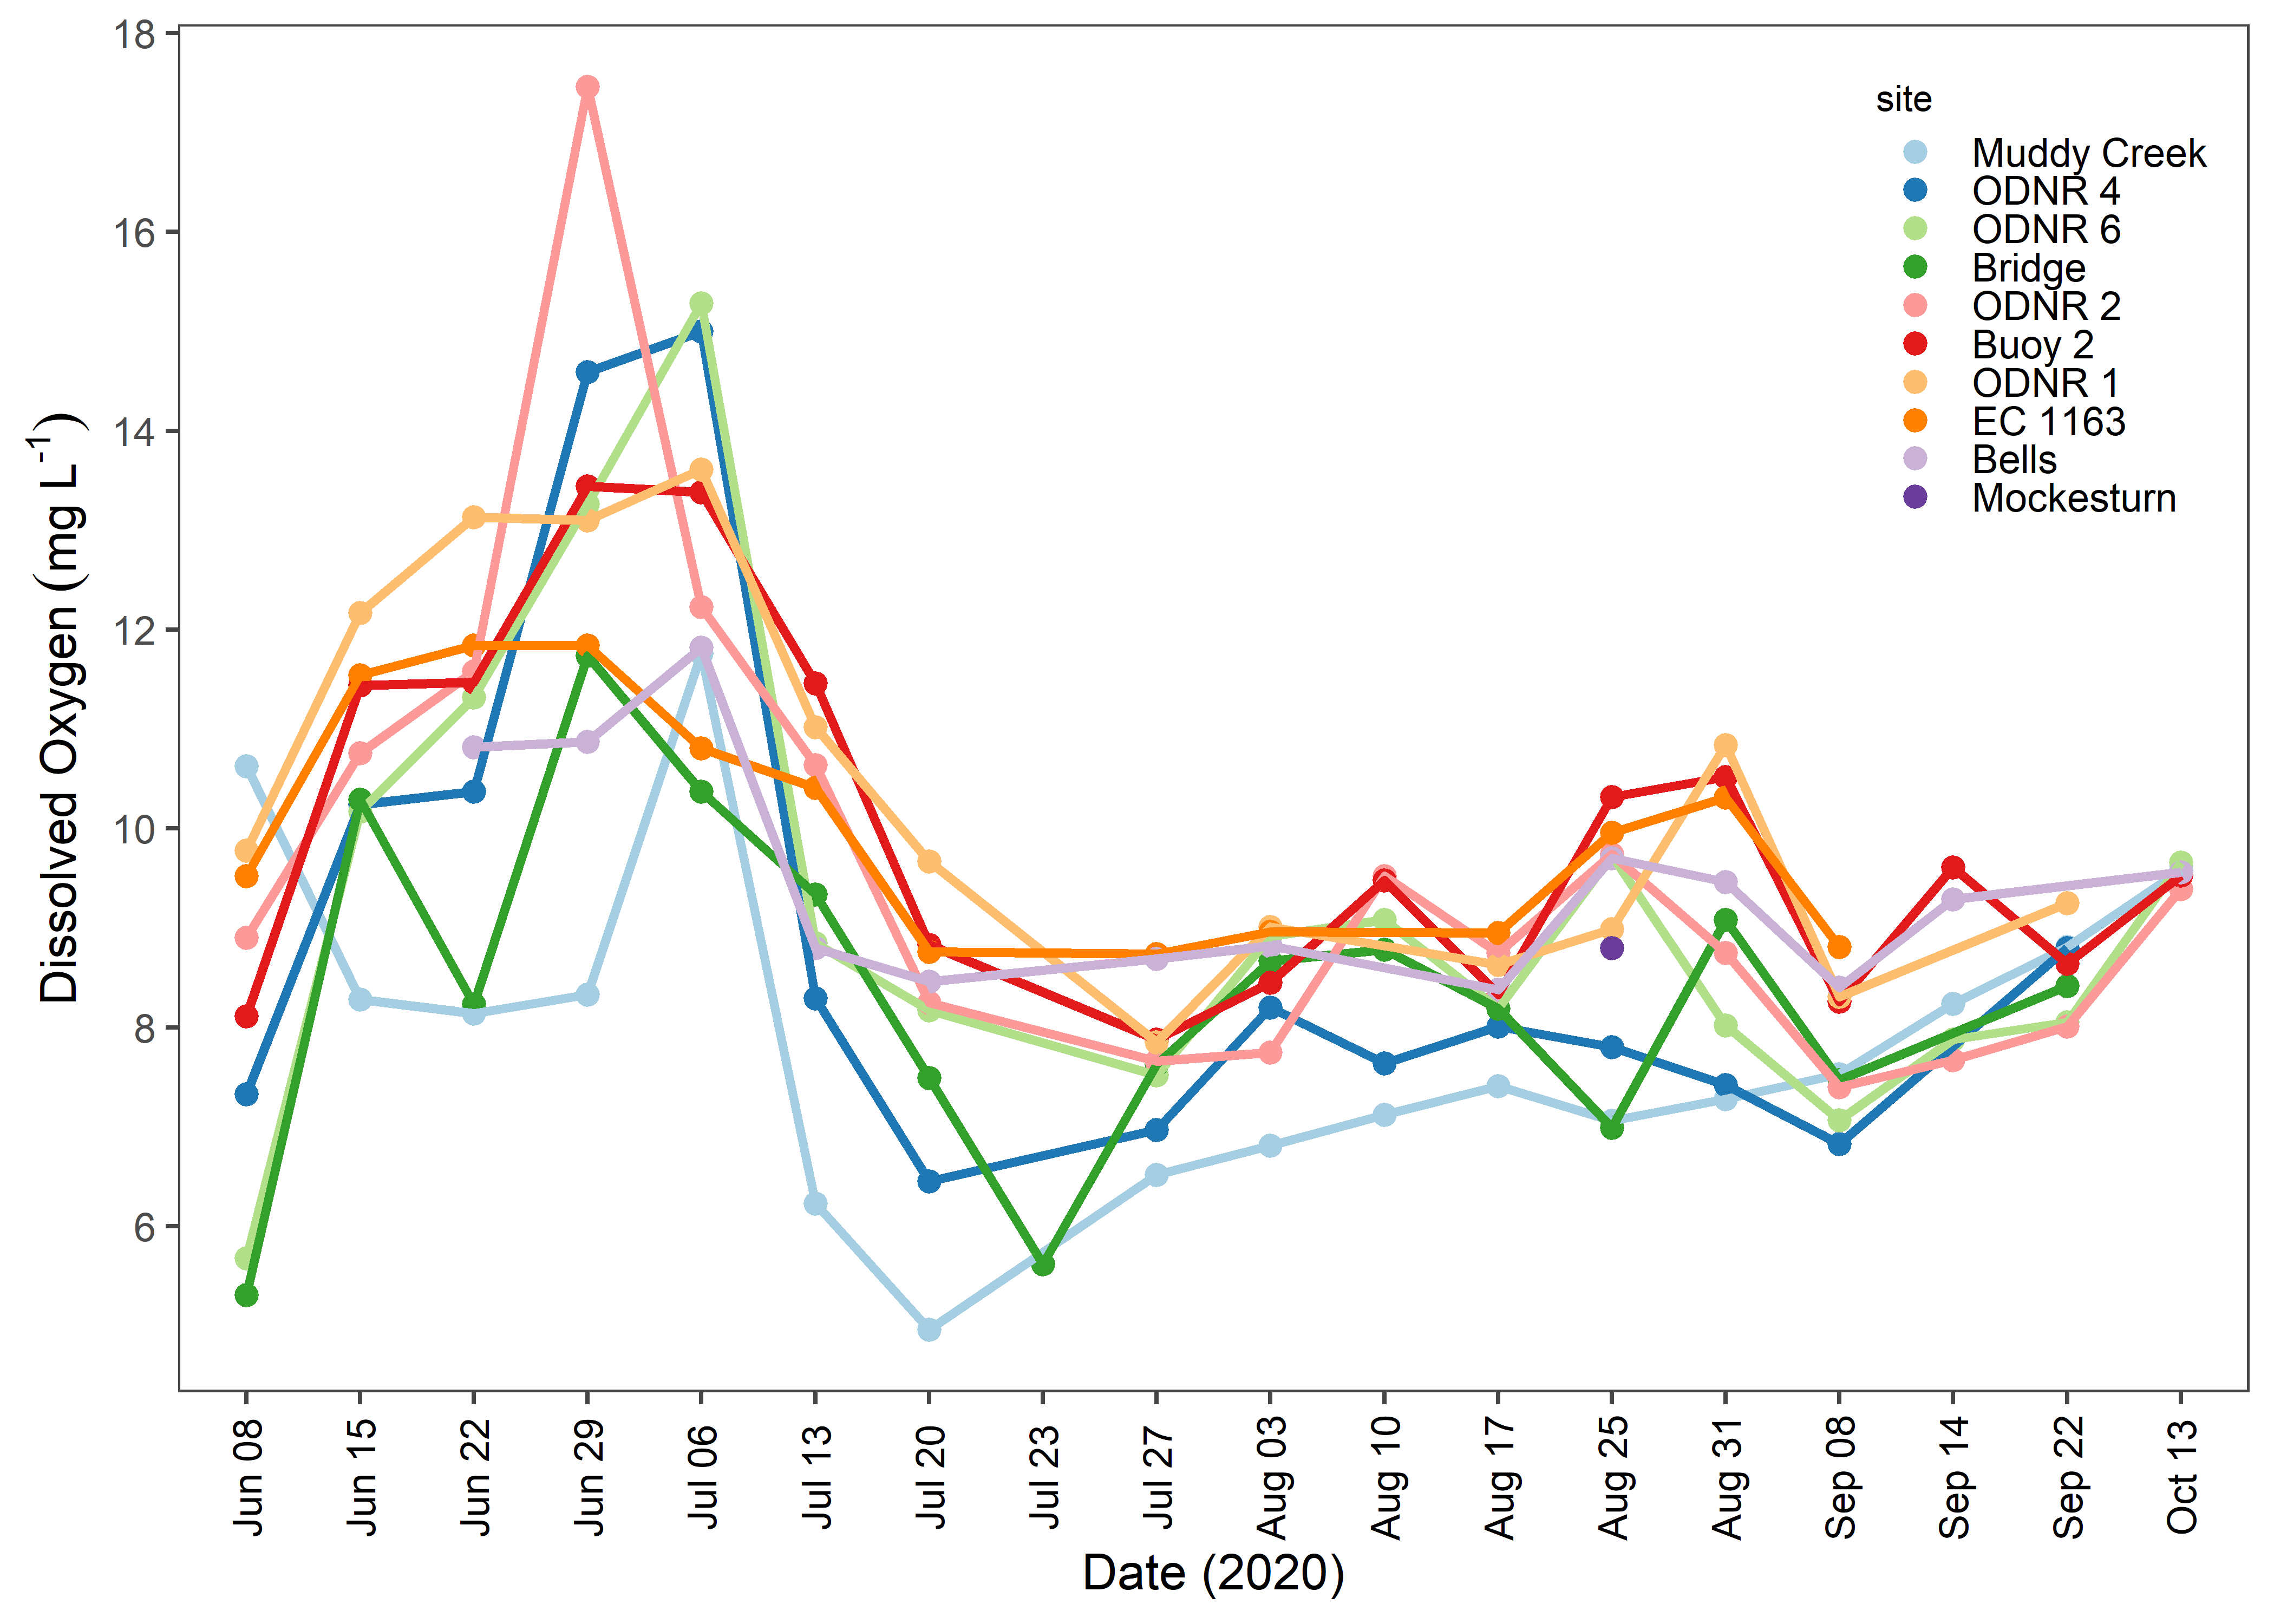 18
16
14
12
10
8
6
Dissolved Oxygen (mg L-1)
site
Muddy Creek
ODNR 4
ODNR 6
Bridge
ODNR 2
Buoy 2
ODNR 1
EC 1163
Bells
Mockesturn
Jun 08
Jun 15
Jun 22
Jun 29
Jul 06
Jul 13
Jul 20
Jul 23
Jul 27
Aug 03
Aug 10
Aug 17
Aug 25
Aug 31
Sep 08
Sep 14
Sep 22
Oct 13
Date (2020)